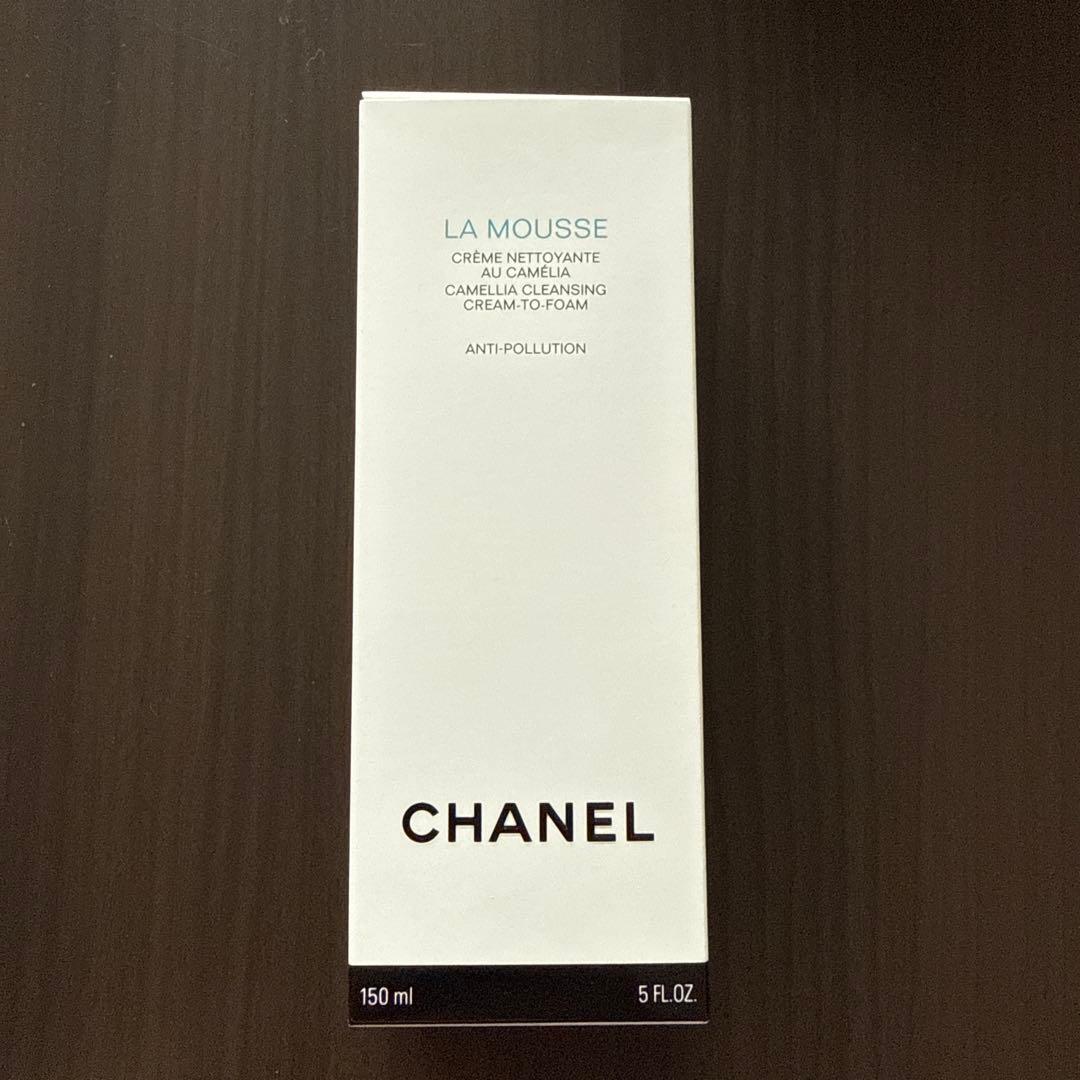 LA MOUSSE
CRÈME NETTOYANTE
AU CAMÉLIA
CAMELLIA CLEANSING
CREAM-TO-FOAM
ANTI-POLLUTION
CHANEL
150 ml 5 FL.OZ.